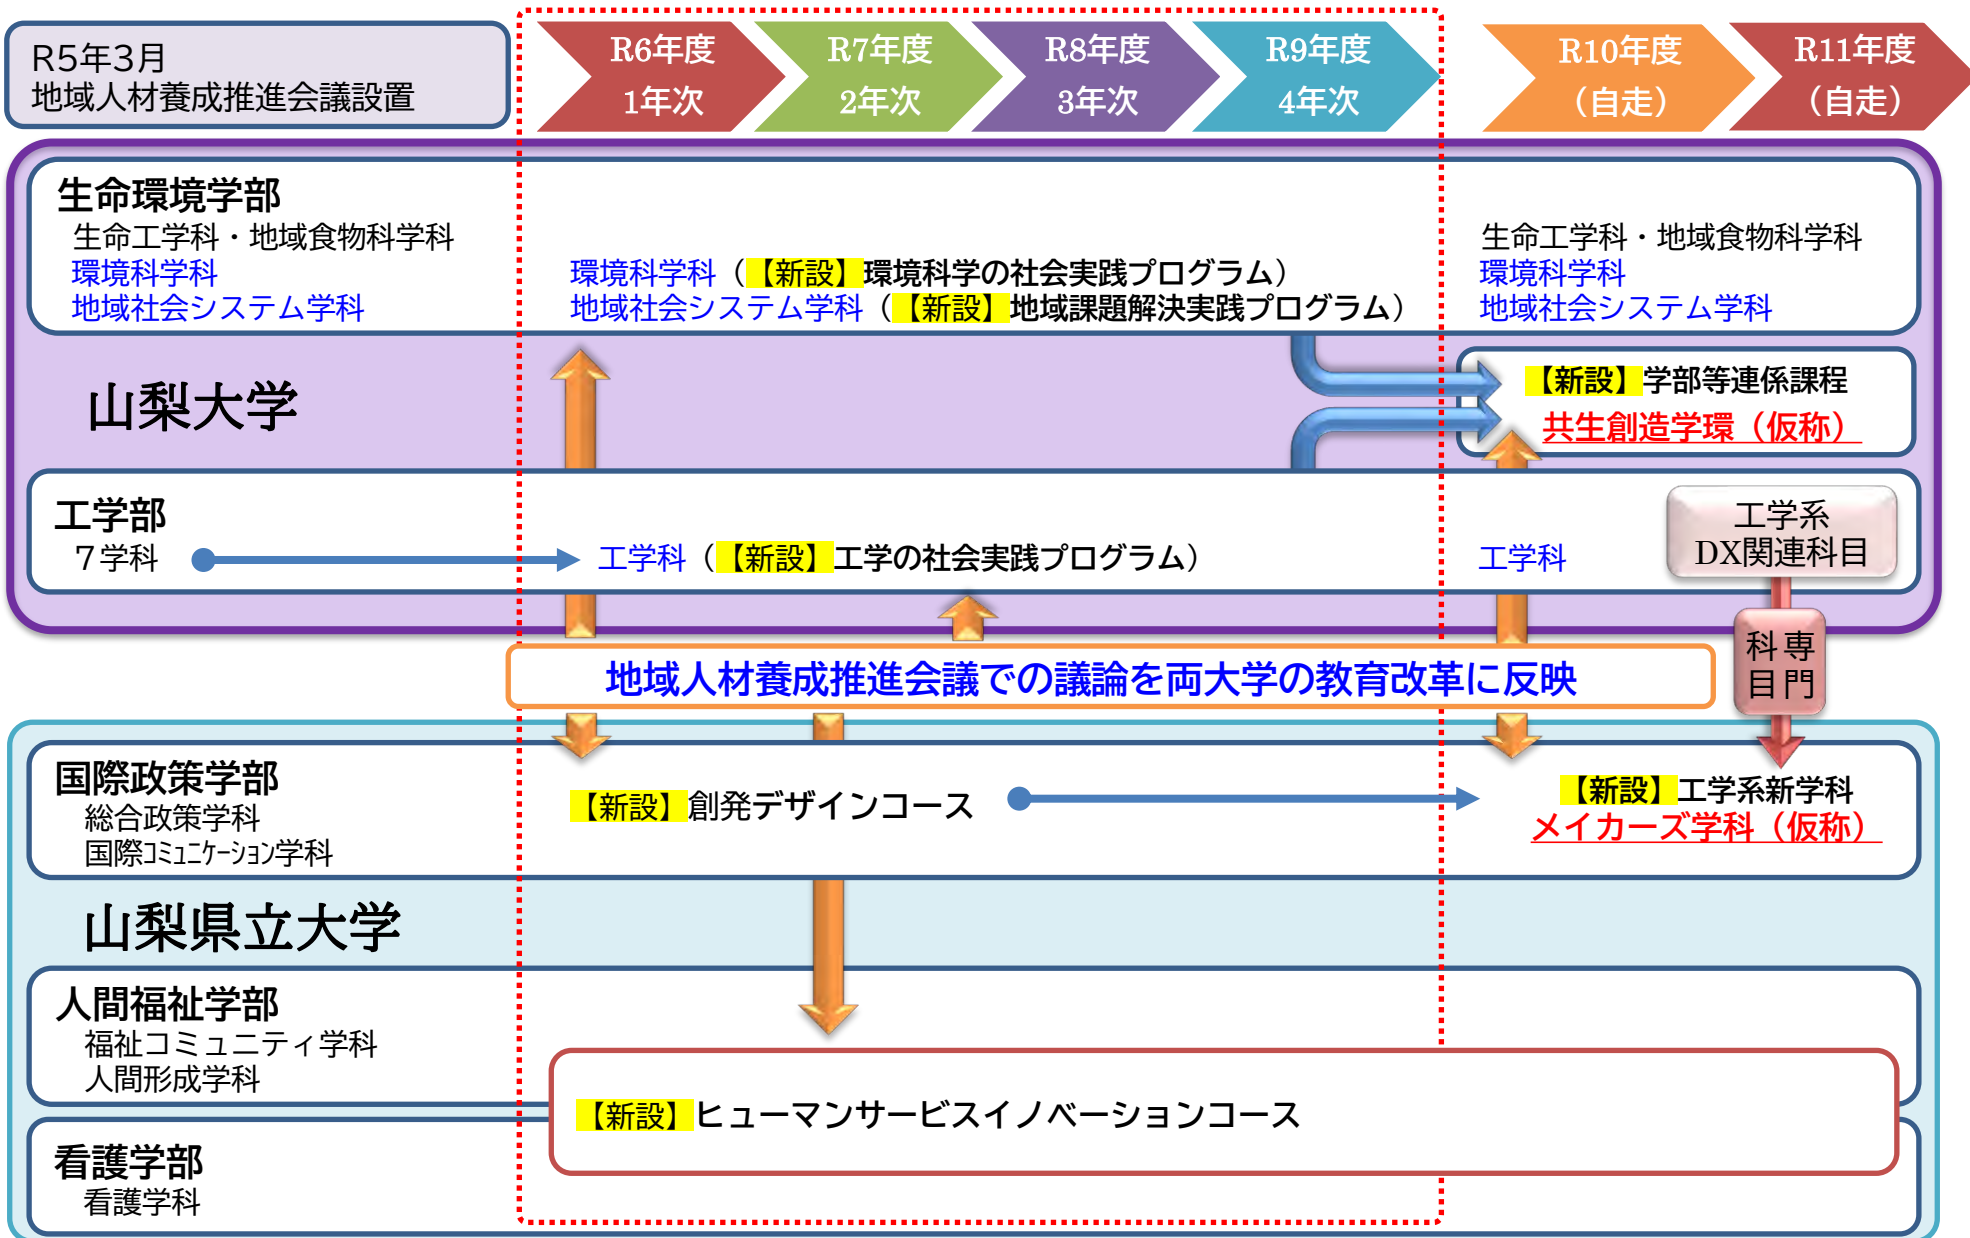 R5年3月
地域人材養成推進会議設置
R6年度
1年次
R7年度
2年次
R8年度
3年次
R9年度
4年次
R10年度
（自走）
R11年度
（自走）
生命環境学部
生命工学科・地域食物科学科
環境科学科
地域社会システム学科
環境科学科（【新設】環境科学の社会実践プログラム）
地域社会システム学科（【新設】地域課題解決実践プログラム）
生命工学科・地域食物科学科
環境科学科
地域社会システム学科
山梨大学
【新設】学部等連係課程
共生創造学環（仮称）
工学部
７学科
工学科（【新設】工学の社会実践プログラム）
工学科
工学系
DX関連科目
専門
科目
地域人材養成推進会議での議論を両大学の教育改革に反映
国際政策学部
総合政策学科
国際ｺﾐｭﾆｹｰｼｮﾝ学科
【新設】創発デザインコース
【新設】工学系新学科
メイカーズ学科（仮称）
山梨県立大学
人間福祉学部
福祉コミュニティ学科
人間形成学科
【新設】ヒューマンサービスイノベーションコース
看護学部
看護学科